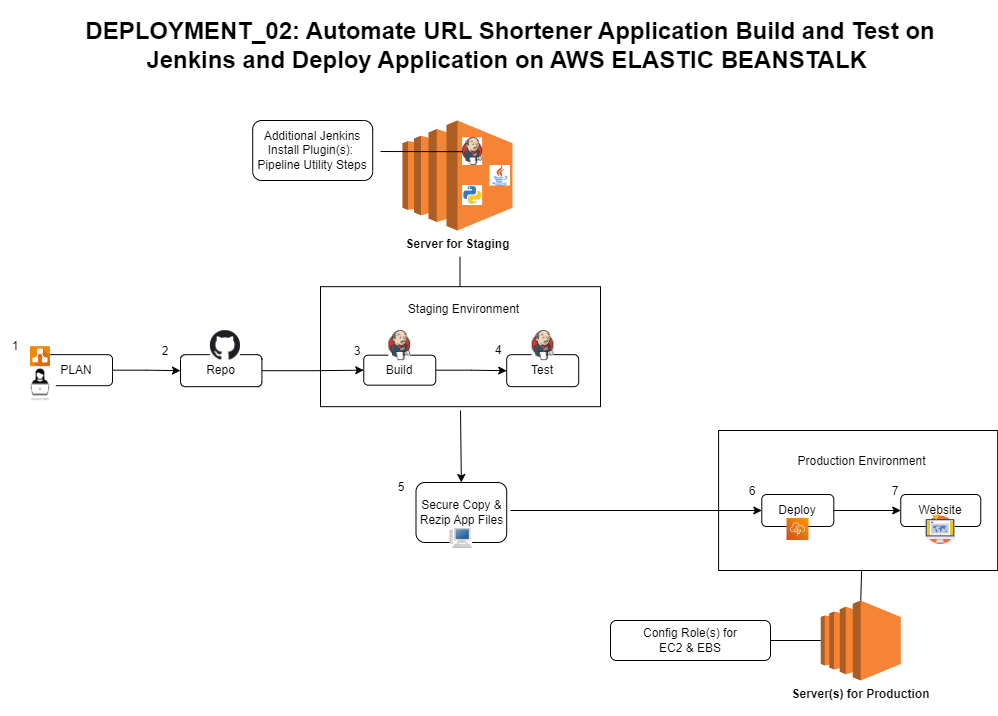 DEPLOYMENT_02: Automate URL Shortener Application Build and Test on
Jenkins and Deploy Application on AWS ELASTIC BEANSTALK
Additional Jenkins
Install Plugin(s):
Pipeline Utility Steps
Server for Staging
Staging Environment
1
PLAN
2
Repo
3
Build
4
Test
5
Secure Copy &
Rezip App Files
Production Environment
6
Deploy
7
Website
Config Role(s) for
EC2 & EBS
Server(s) for Production